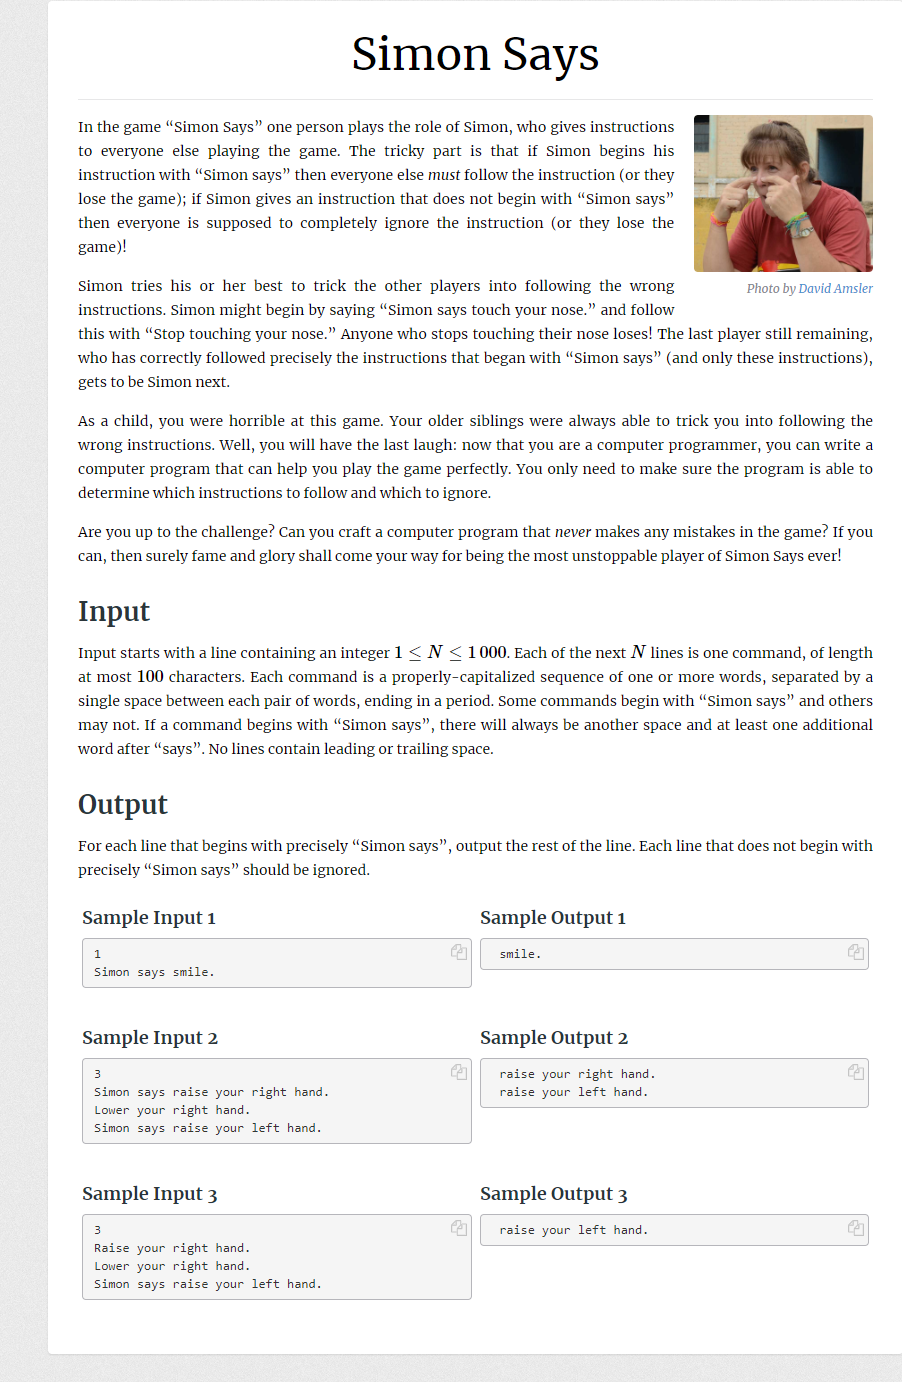 Simon Says
In the game “Simon Says” one person plays the role of Simon, who gives instructions
to everyone else playing the game. The tricky part is that if Simon begins his
instruction with “Simon says” then everyone else must follow the instruction (or they
lose the game); if Simon gives an instruction that does not begin with “Simon says”
then everyone is supposed to completely ignore the instruction (or they lose the
game)!
Photo by David Amsler
Simon tries his or her best to trick the other players into following the wrong
instructions. Simon might begin by saying “Simon says touch your nose.” and follow
this with “Stop touching your nose.” Anyone who stops touching their nose loses! The last player still remaining,
who has correctly followed precisely the instructions that began with “Simon says” (and only these instructions),
gets to be Simon next.
As a child, you were horrible at this game. Your older siblings were always able to trick you into following the
wrong instructions. Well, you will have the last laugh: now that you are a computer programmer, you can write a
computer program that can help you play the game perfectly. You only need to make sure the program is able to
determine which instructions to follow and which to ignore.
Are you up to the challenge? Can you craft a computer program that never makes any mistakes in the game? If you
can, then surely fame and glory shall come your way for being the most unstoppable player of Simon Says ever!
Input
Input starts with a line containing an integer 1 ≤ N ≤ 1 000. Each of the next N lines is one command, of length
at most 100 characters. Each command is a properly-capitalized sequence of one or more words, separated by a
single space between each pair of words, ending in a period. Some commands begin with “Simon says” and others
may not. If a command begins with “Simon says”, there will always be another space and at least one additional
word after “says”. No lines contain leading or trailing space.
Output
For each line that begins with precisely “Simon says”, output the rest of the line. Each line that does not begin with
precisely “Simon says” should be ignored.
Sample Input 1
Sample Output 1
1
Simon says smile.
smile.
Sample Input 2
Sample Output 2
3
Simon says raise your right hand.
Lower your right hand.
Simon says raise your left hand.
raise your right hand.
raise your left hand.
Sample Input 3
Sample Output 3
3
Raise your right hand.
Lower your right hand.
Simon says raise your left hand.
raise your left hand.